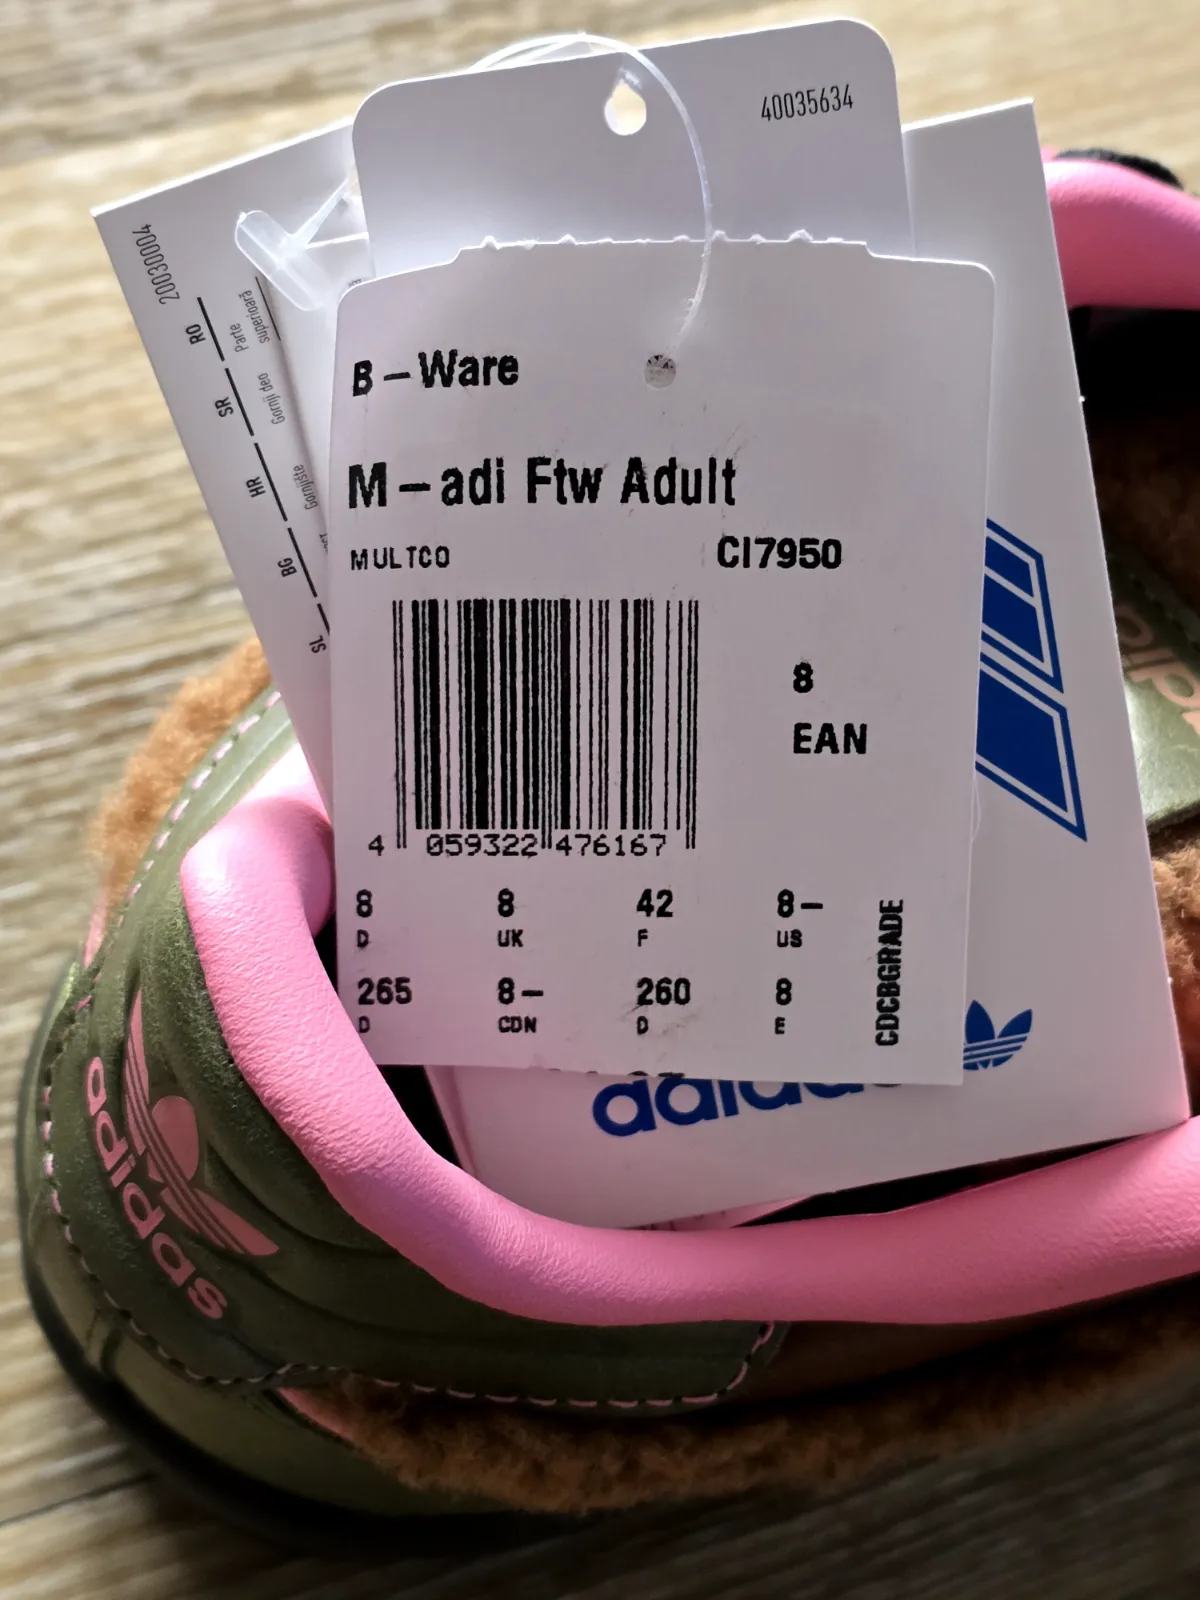 40035634
20030004
RO
Parte
superioară
SR
Gornji deo
HR
Gornjište
BG
SL
B – Ware
M – adi Ftw Adult
MULTCO CI7950
8
EAN
4 059322 476167
8 8 42 8–
D UK F US
265 8– 260 8
D CDN D E
CDCBGRADE
adidas
adidas